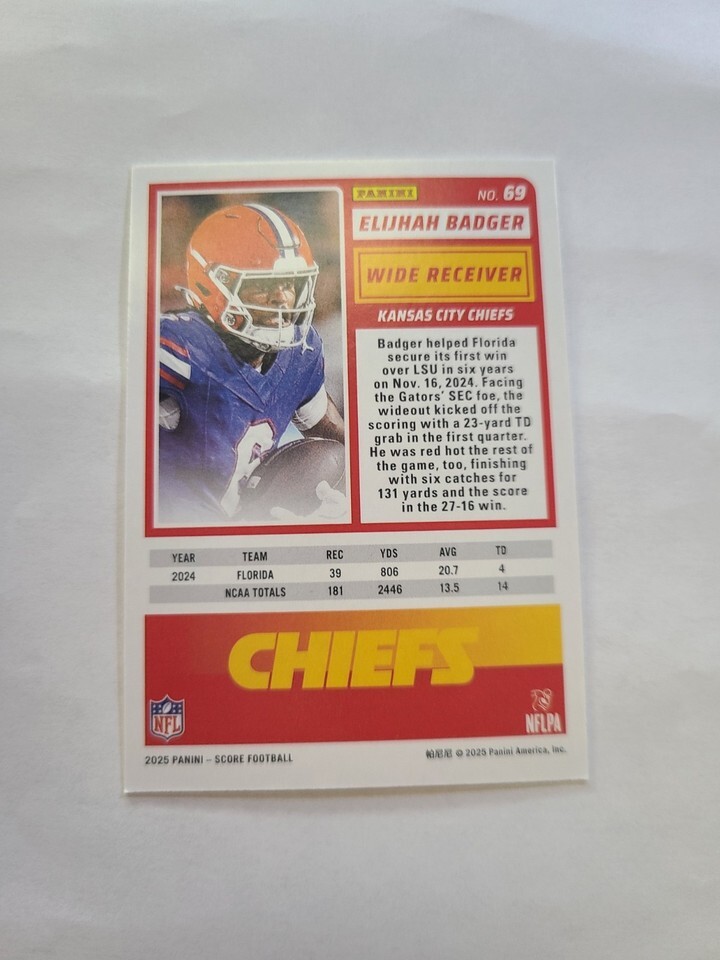 PANINI
NO. 69
ELIJHAH BADGER
WIDE RECEIVER
KANSAS CITY CHIEFS
Badger helped Florida
secure its first win
over LSU in six years
on Nov. 16, 2024. Facing
the Gators' SEC foe, the
wideout kicked off the
scoring with a 23-yard TD
grab in the first quarter.
He was red hot the rest of
the game, too, finishing
with six catches for
131 yards and the score
in the 27-16 win.
YEAR TEAM REC YDS AVG TD
2024 FLORIDA 39 806 20.7 4
NCAA TOTALS 181 2446 13.5 14
CHIEFS
NFL
NFLPA
2025 PANINI – SCORE FOOTBALL
帕尼尼 © 2025 Panini America, Inc.